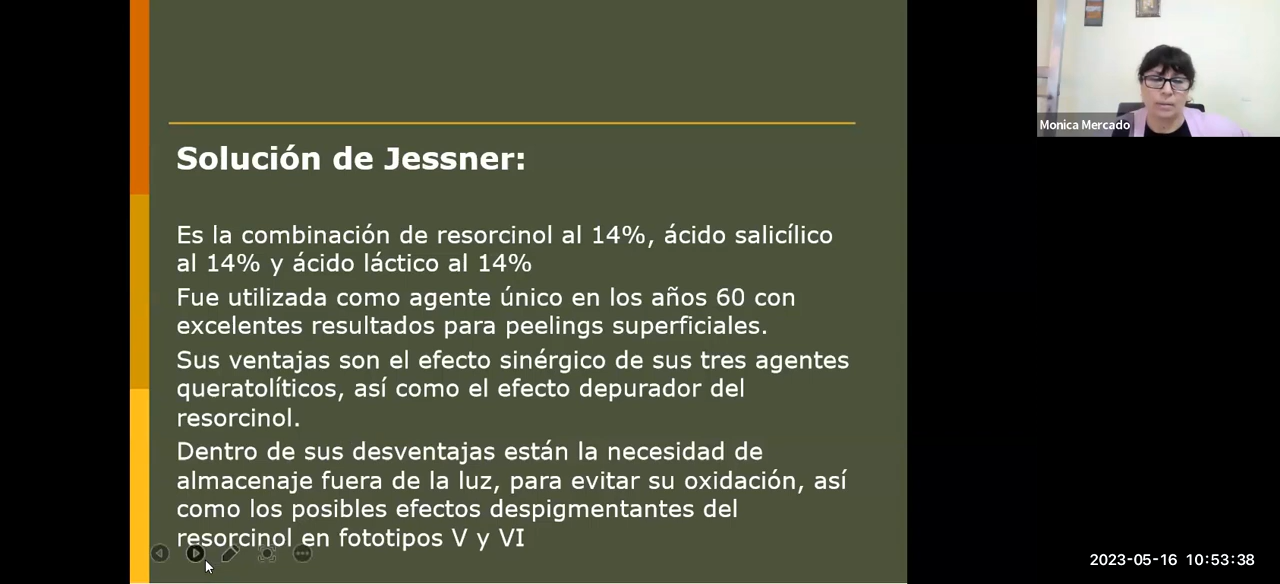 Solución de Jessner:
Es la combinación de resorcinol al 14%, ácido salicílico
al 14% y ácido láctico al 14%
Fue utilizada como agente único en los años 60 con
excelentes resultados para peelings superficiales.
Sus ventajas son el efecto sinérgico de sus tres agentes
queratolíticos, así como el efecto depurador del
resorcinol.
Dentro de sus desventajas están la necesidad de
almacenaje fuera de la luz, para evitar su oxidación, así
como los posibles efectos despigmentantes del
resorcinol en fototipos V y VI
Monica Mercado
2023-05-16 10:53:38